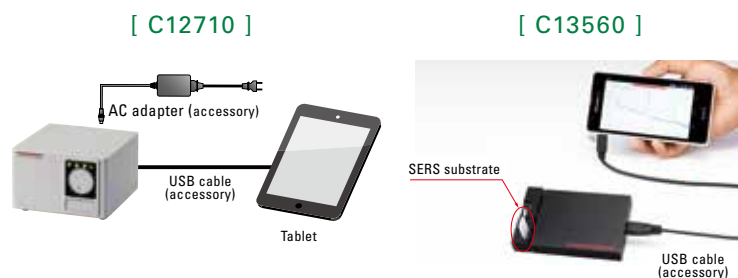 [ C12710 ]
[ C13560 ]
AC adapter (accessory)
USB cable
(accessory)
Tablet
SERS substrate
USB cable
(accessory)